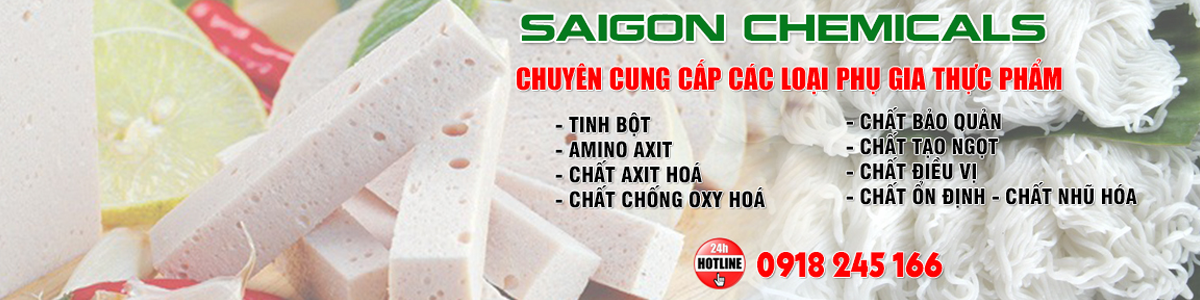 SAIGON CHEMICALS
CHUYÊN CUNG CẤP CÁC LOẠI PHỤ GIA THỰC PHẨM
- TINH BỘT
- AMINO AXIT
- CHẤT AXIT HOÁ
- CHẤT CHỐNG OXY HOÁ
- CHẤT BẢO QUẢN
- CHẤT TẠO NGỌT
- CHẤT ĐIỀU VỊ
- CHẤT ỔN ĐỊNH - CHẤT NHŨ HÓA
24h
HOTLINE
0918 245 166